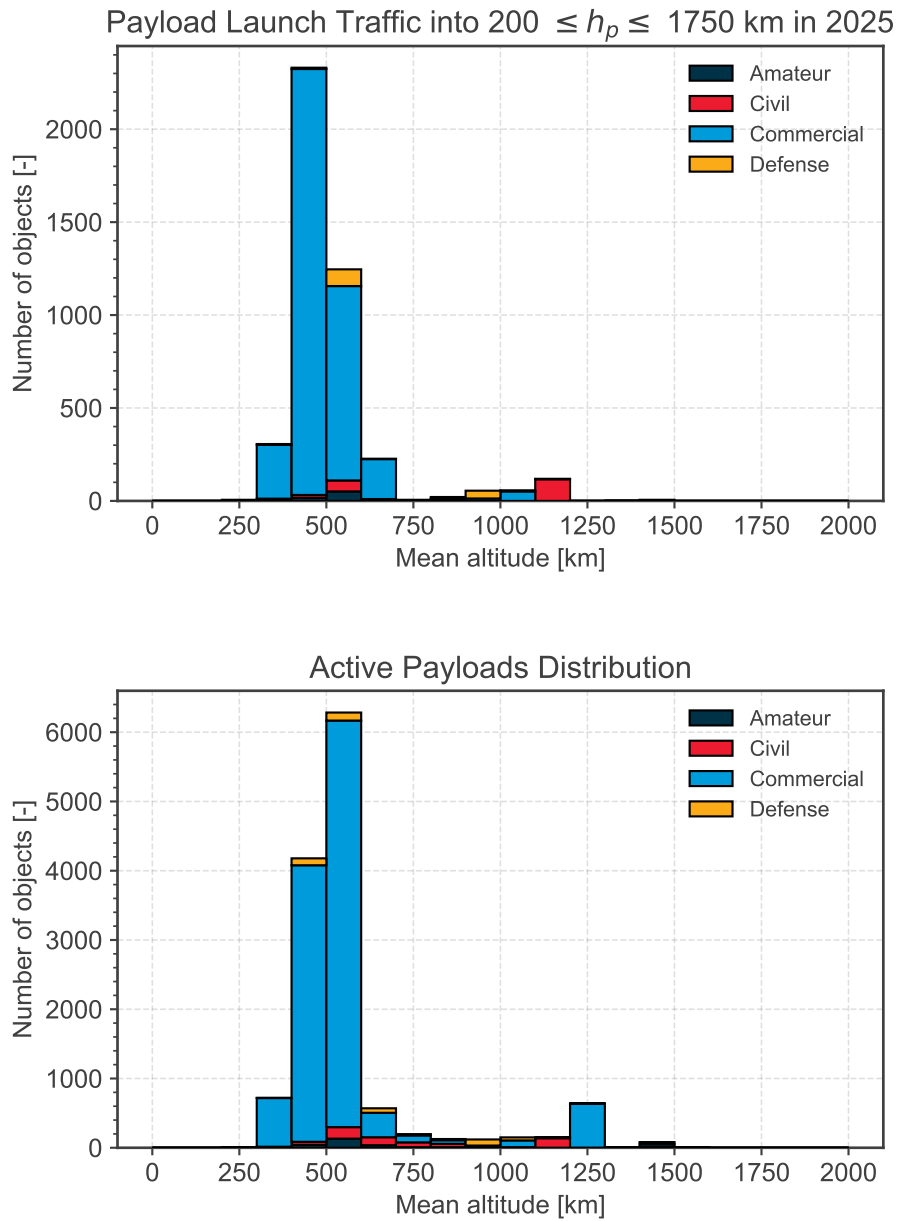 Payload Launch Traffic into 200 ≤ hₚ ≤ 1750 km in 2025
Number of objects [-]
2000
1500
1000
500
0
Amateur
Civil
Commercial
Defense
0 250 500 750 1000 1250 1500 1750 2000
Mean altitude [km]
Active Payloads Distribution
Number of objects [-]
6000
5000
4000
3000
2000
1000
0
Amateur
Civil
Commercial
Defense
0 250 500 750 1000 1250 1500 1750 2000
Mean altitude [km]